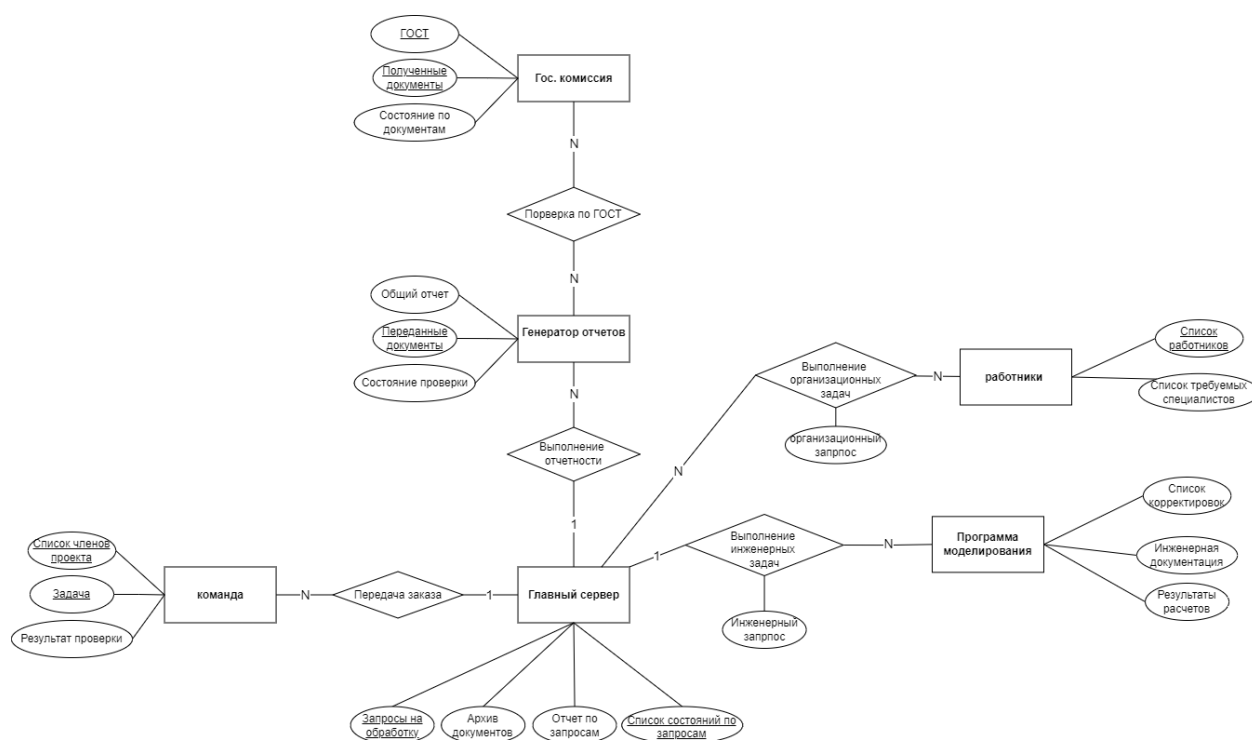 ГОСТ
Полученные
документы
Состояние по
документам
Гос. комиссия
N
Порверка по ГОСТ
N
Общий отчет
Переданные
документы
Состояние проверки
Генератор отчетов
N
Выполнение
отчетности
1
Выполнение
организационных
задач
организационный
запрпос
N
N
работники
Список
работников
Список требуемых
специалистов
Выполнение
инженерных
задач
Инженерный
запрпос
1
N
Программа
моделирования
Список
корректировок
Инженерная
документация
Результаты
расчетов
Список членов
проекта
Задача
Результат проверки
команда
N
Передача заказа
1
Главный сервер
Запросы на
обработку
Архив
документов
Отчет по
запросам
Список состояний по
запросам